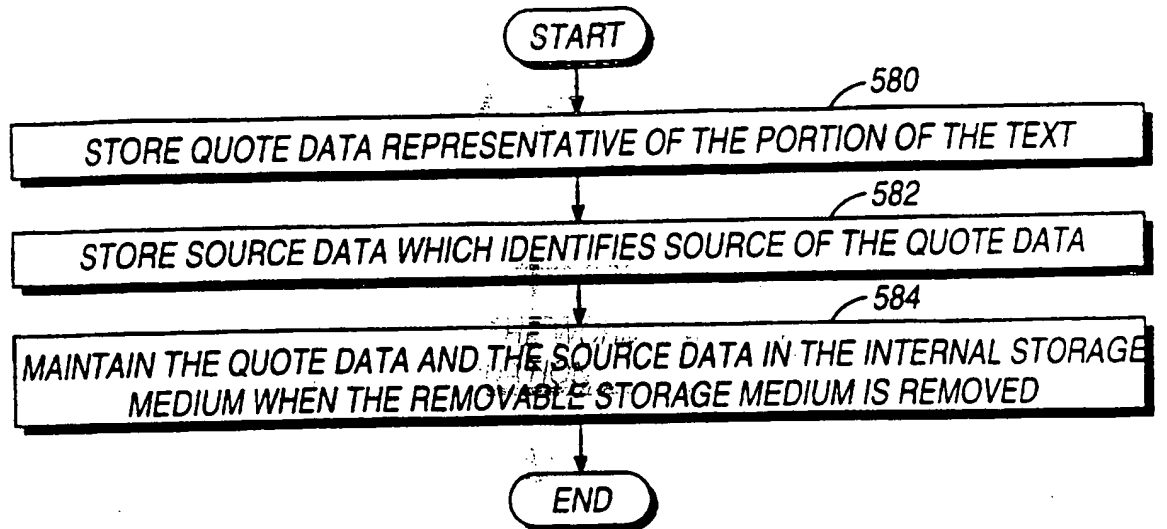 START
580
STORE QUOTE DATA REPRESENTATIVE OF THE PORTION OF THE TEXT
582
STORE SOURCE DATA WHICH IDENTIFIES SOURCE OF THE QUOTE DATA
584
MAINTAIN THE QUOTE DATA AND THE SOURCE DATA IN THE INTERNAL STORAGE
MEDIUM WHEN THE REMOVABLE STORAGE MEDIUM IS REMOVED
END